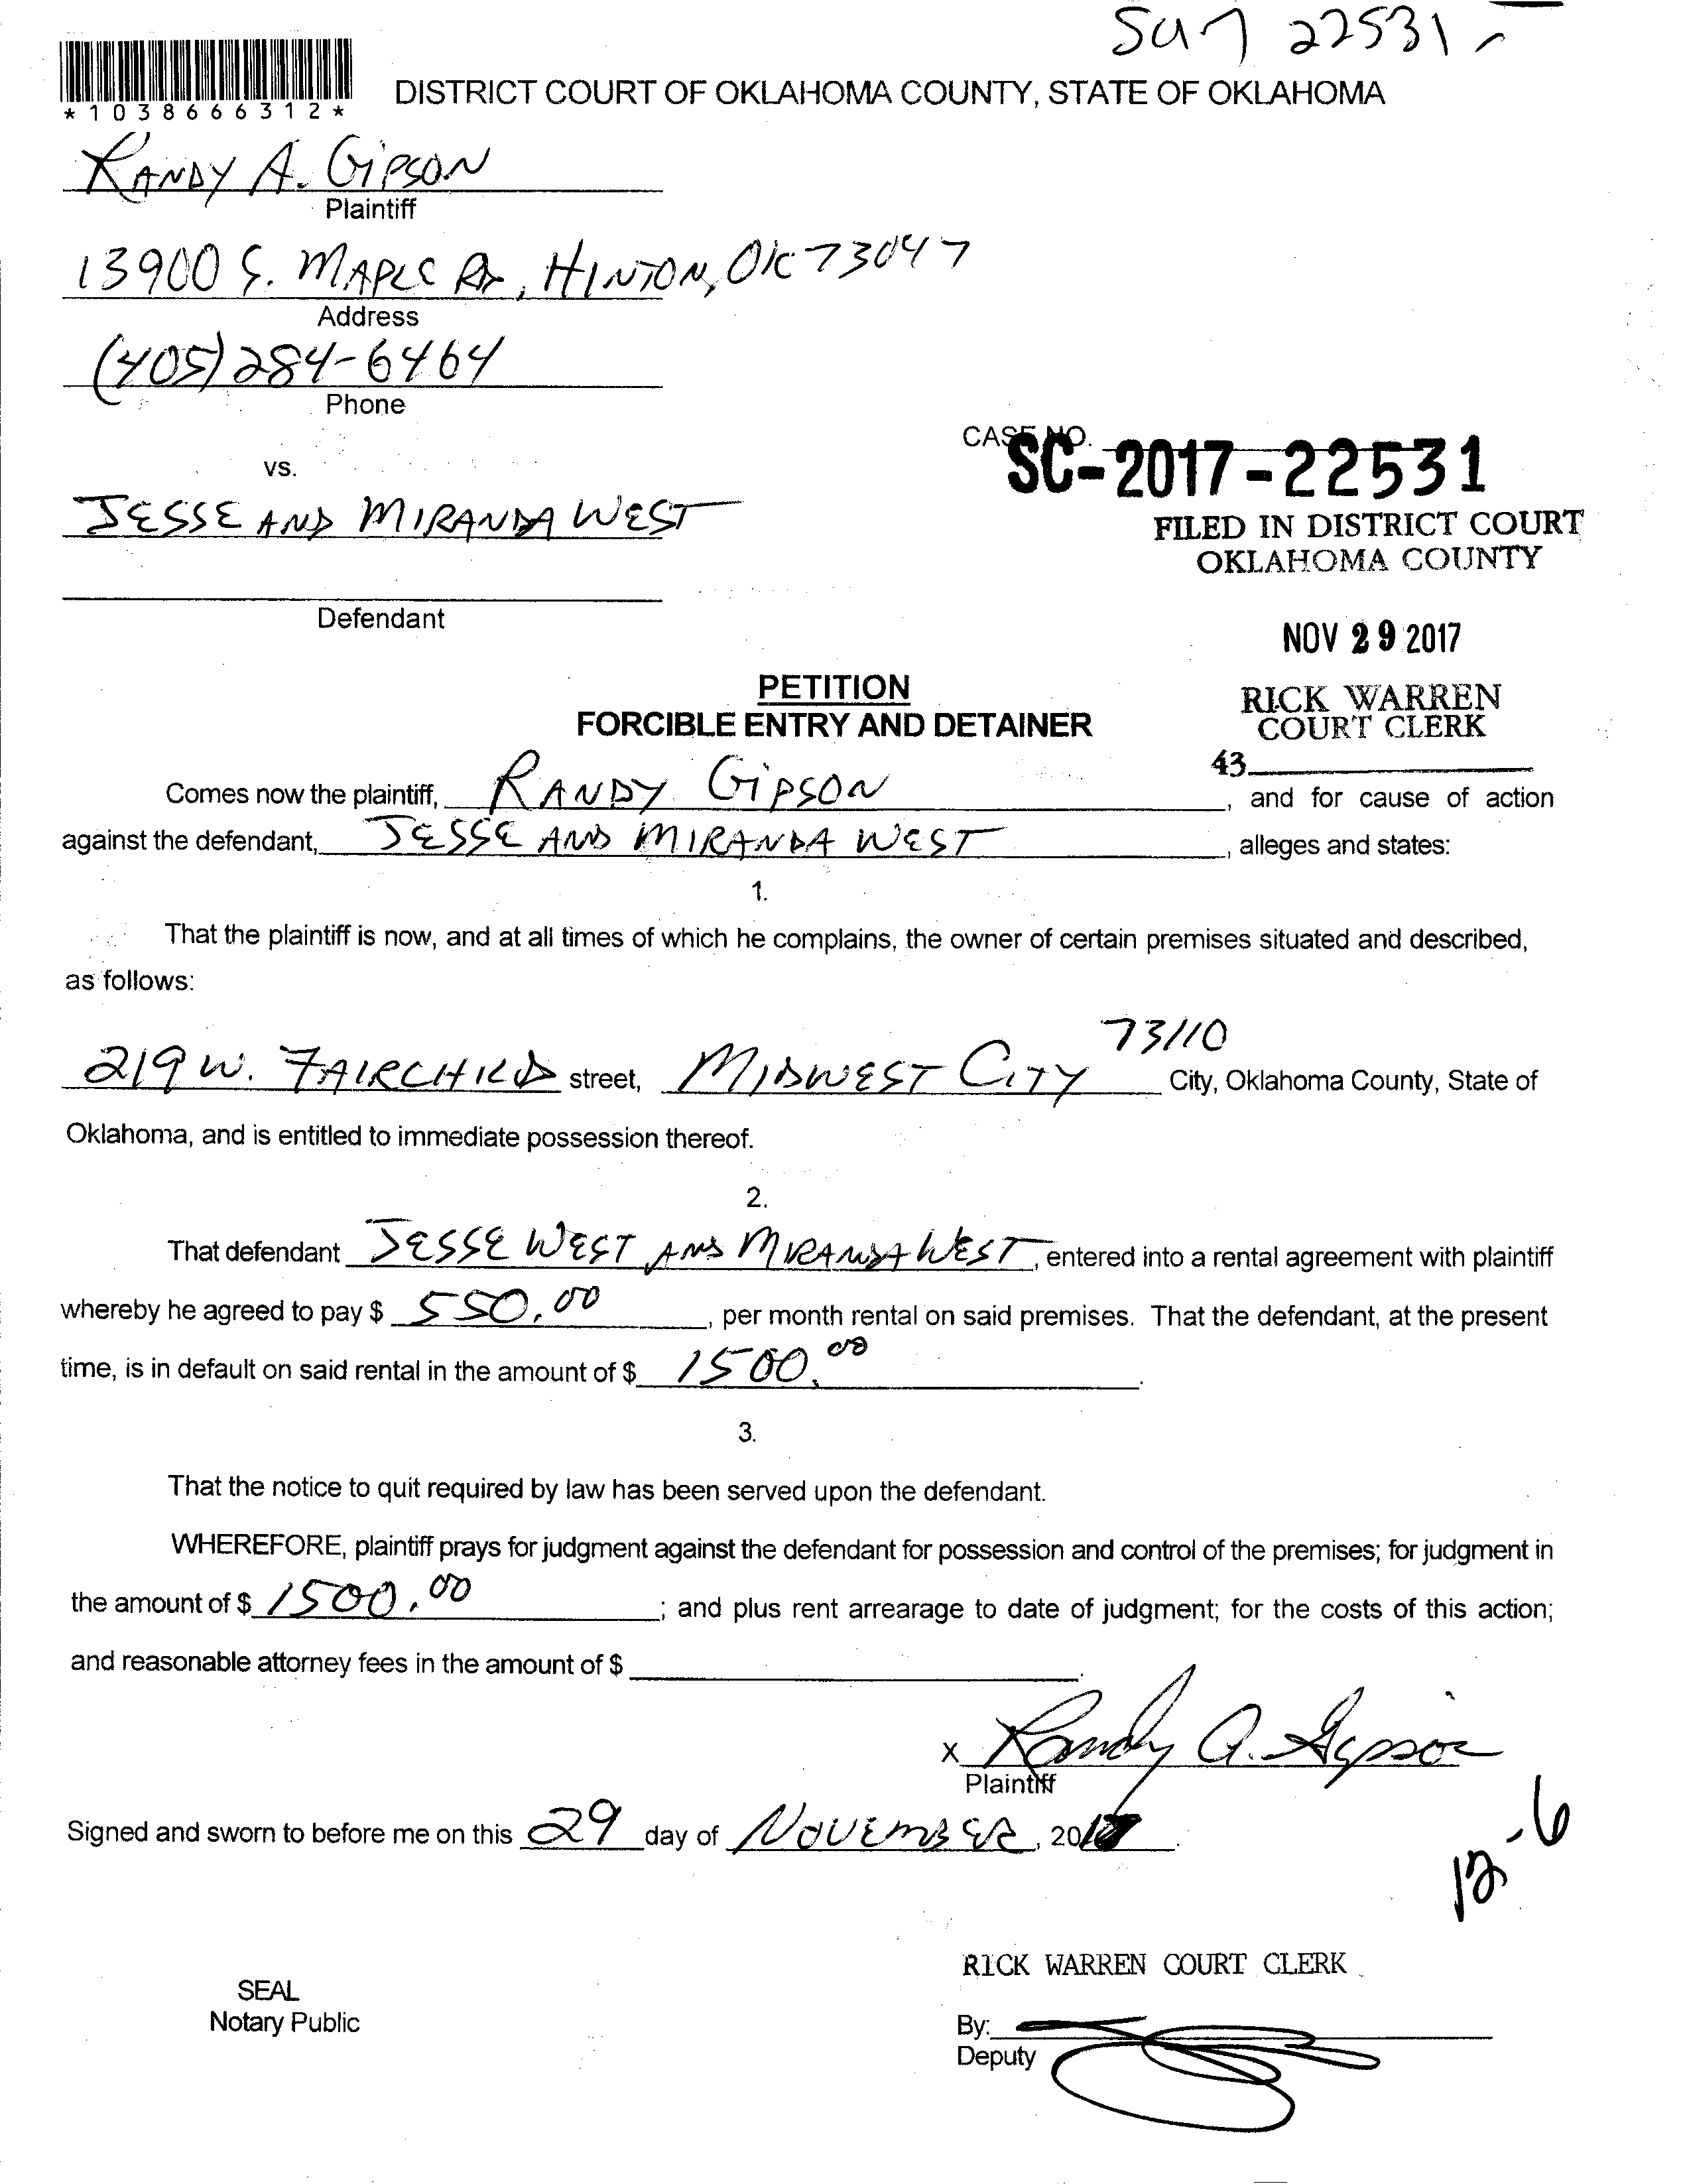 SC17 22531-
*1038666312*
DISTRICT COURT OF OKLAHOMA COUNTY, STATE OF OKLAHOMA
RANDY A. GIPSON
Plaintiff
13900 S. MAPLE RD, HINTON, OK 73047
Address
(405) 284-6464
Phone
CASE NO.
SC-2017-22531
vs.
JESSE AND MIRANDA WEST
FILED IN DISTRICT COURT
OKLAHOMA COUNTY
Defendant
NOV 29 2017
PETITION
RICK WARREN
FORCIBLE ENTRY AND DETAINER
COURT CLERK
43
Comes now the plaintiff, RANDY GIPSON, and for cause of action
against the defendant, JESSE AND MIRANDA WEST, alleges and states:
1.
That the plaintiff is now, and at all times of which he complains, the owner of certain premises situated and described,
as follows:
219 W. FAIRCHILD street, MIDWEST CITY 73110 City, Oklahoma County, State of
Oklahoma, and is entitled to immediate possession thereof.
2.
That defendant JESSE WEST AND MIRANDA WEST, entered into a rental agreement with plaintiff
whereby he agreed to pay $ 550.00, per month rental on said premises. That the defendant, at the present
time, is in default on said rental in the amount of $ 1500.00.
3.
That the notice to quit required by law has been served upon the defendant.
WHEREFORE, plaintiff prays for judgment against the defendant for possession and control of the premises; for judgment in
the amount of $ 1500.00; and plus rent arrearage to date of judgment; for the costs of this action;
and reasonable attorney fees in the amount of $
x Randy A. Gipson
Plaintiff
Signed and sworn to before me on this 29 day of NOVEMBER, 2017.
12-6
RICK WARREN COURT CLERK
SEAL
Notary Public
By:
Deputy